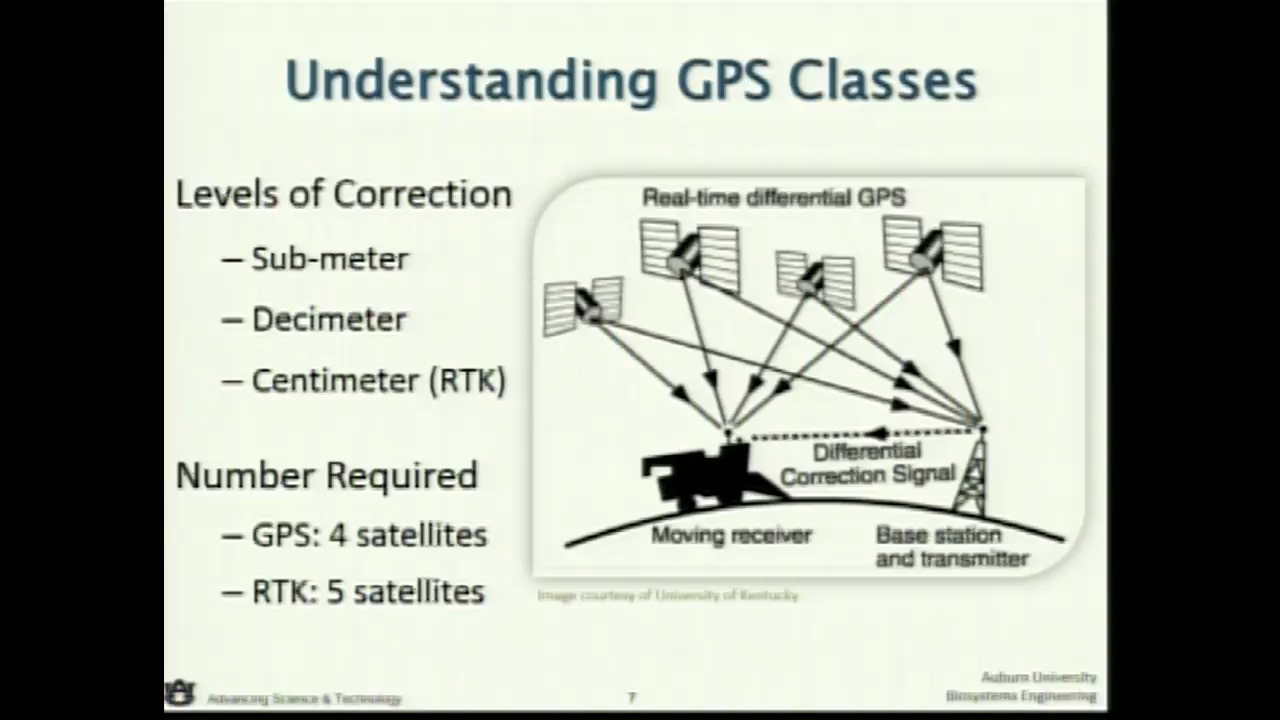 Understanding GPS Classes
Levels of Correction
– Sub-meter
– Decimeter
– Centimeter (RTK)
Number Required
– GPS: 4 satellites
– RTK: 5 satellites
Real-time differential GPS
Differential
Correction Signal
Moving receiver
Base station
and transmitter
Image courtesy of University of Kentucky
Advancing Science & Technology
7
Auburn University
Biosystems Engineering